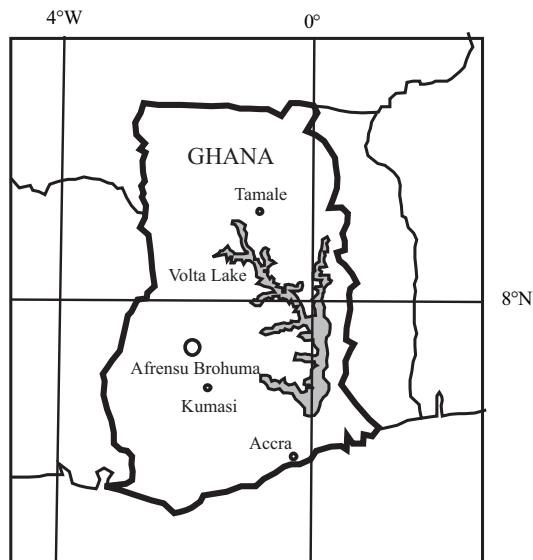 4°W
0°
GHANA
Tamale
Volta Lake
8°N
Afrensu Brohuma
Kumasi
Accra